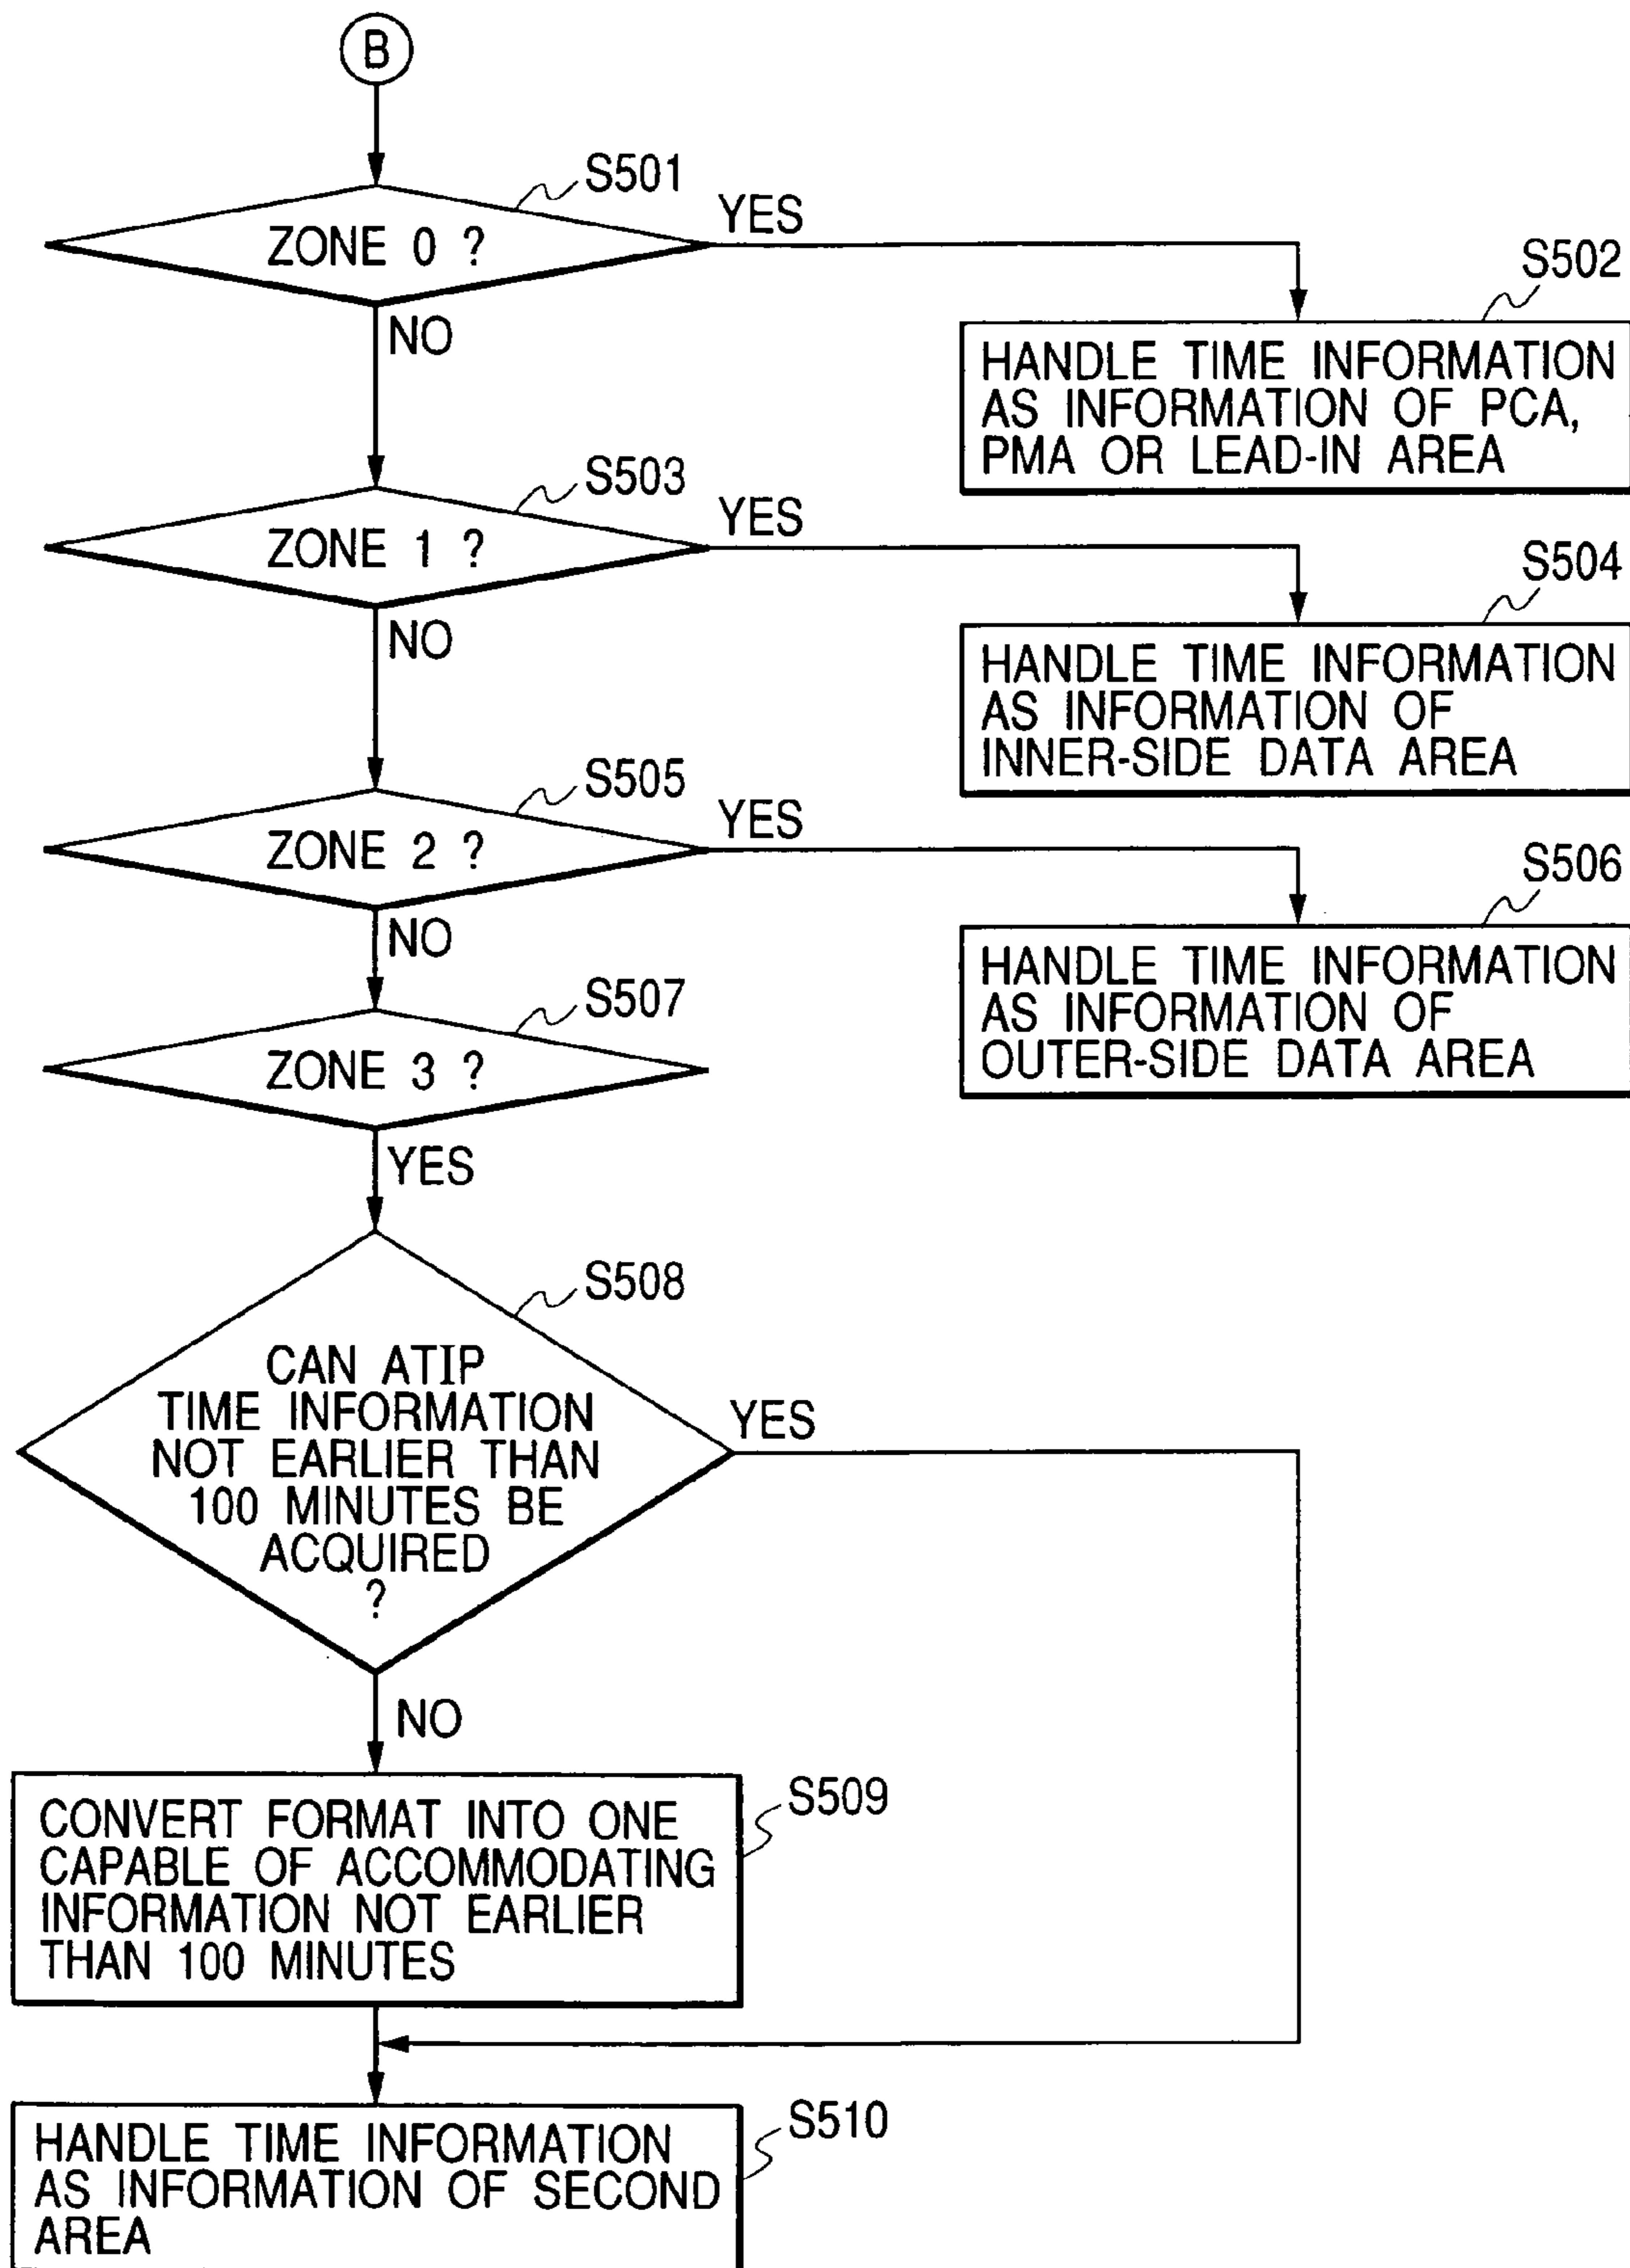 B
S501
ZONE 0 ?
YES
NO
S502
HANDLE TIME INFORMATION
AS INFORMATION OF PCA,
PMA OR LEAD-IN AREA
S503
ZONE 1 ?
YES
NO
S504
HANDLE TIME INFORMATION
AS INFORMATION OF
INNER-SIDE DATA AREA
S505
ZONE 2 ?
YES
NO
S506
HANDLE TIME INFORMATION
AS INFORMATION OF
OUTER-SIDE DATA AREA
S507
ZONE 3 ?
YES
S508
CAN ATIP
TIME INFORMATION
NOT EARLIER THAN
100 MINUTES BE
ACQUIRED
?
YES
NO
S509
CONVERT FORMAT INTO ONE
CAPABLE OF ACCOMMODATING
INFORMATION NOT EARLIER
THAN 100 MINUTES
S510
HANDLE TIME INFORMATION
AS INFORMATION OF SECOND
AREA